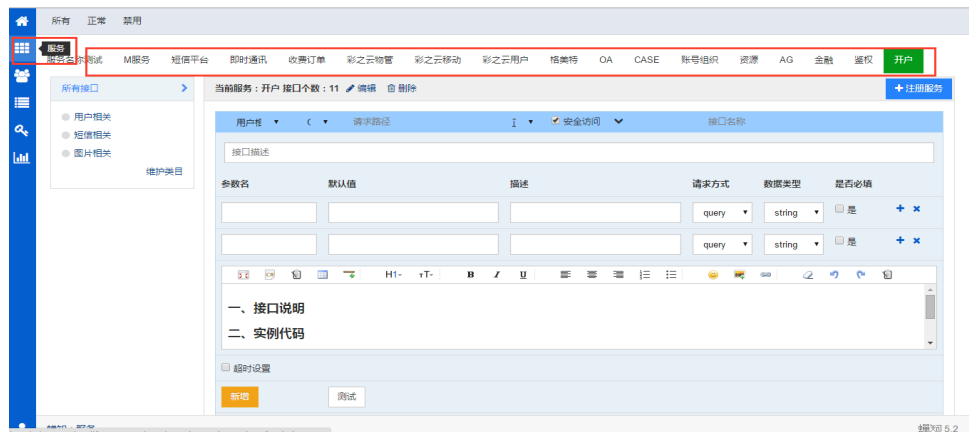 所有 正常 禁用
服务
服务名称测试 M服务 短信平台 即时通讯 收费订单 彩之云物管 彩之云移动 彩之云用户 格美特 OA CASE 账号组织 资源 AG 金融 鉴权 开户
所有接口
当前服务：开户 接口个数：11 编辑 删除
+注册服务
用户相关
短信相关
图片相关
维护类目
请求路径 安全访问 接口名称
接口描述
参数名 默认值 描述 请求方式 数据类型 是否必填
query string 是
query string 是
H1- тT- B I U
一、接口说明
二、实例代码
超时设置
新增 测试
5.2